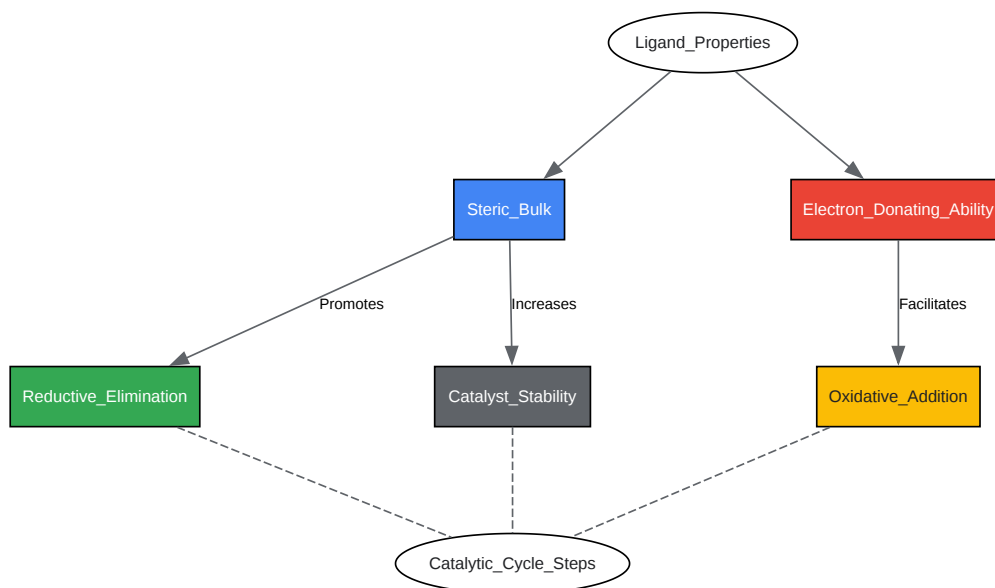 Ligand_Properties
Steric_Bulk
Electron_Donating_Ability
Promotes
Increases
Facilitates
Reductive_Elimination
Catalyst_Stability
Oxidative_Addition
Catalytic_Cycle_Steps